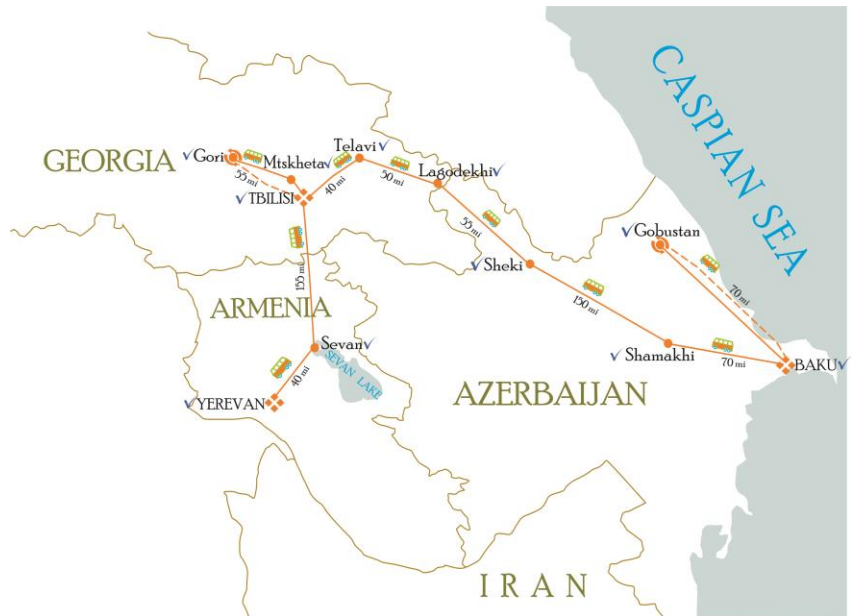 CASPIAN SEA
GEORGIA
Gori
Mtskheta
Telavi
Lagodekhi
55 mi
40 mi
50 mi
TBILISI
55 mi
Gobustan
Sheki
70 mi
155 mi
ARMENIA
150 mi
Sevan
SEVAN LAKE
Shamakhi
70 mi
BAKU
40 mi
YEREVAN
AZERBAIJAN
IRAN